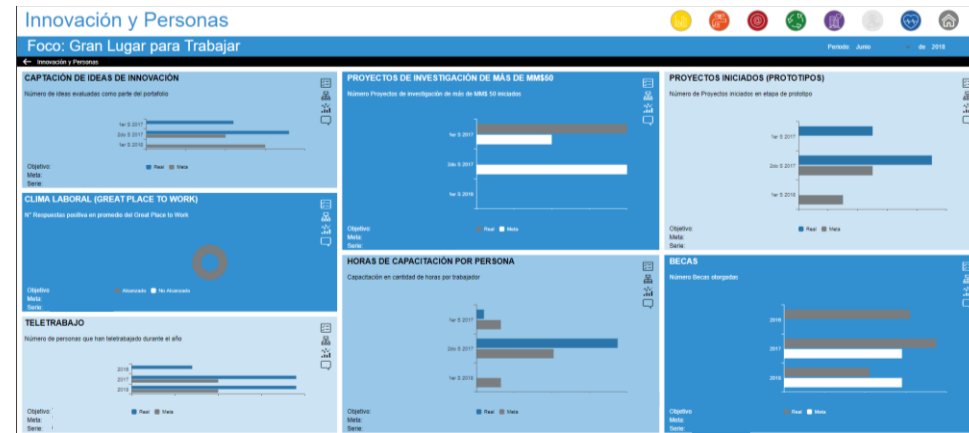 Innovación y Personas
Foco: Gran Lugar para Trabajar
Periodo Junio de 2018
Innovación y Personas
CAPTACIÓN DE IDEAS DE INNOVACIÓN
Número de ideas evaluadas como parte del portafolio
1er S 2017
2do S 2017
1er S 2018
Real Meta
Objetivo:
Meta:
Serie:
CLIMA LABORAL (GREAT PLACE TO WORK)
N° Respuestas positiva en promedio del Great Place to Work
Alcanzado No Alcanzado
Objetivo:
Meta:
Serie:
TELETRABAJO
Número de personas que han teletrabajado durante el año
2018
2017
2019
Real Meta
Objetivo:
Meta:
Serie:
PROYECTOS DE INVESTIGACIÓN DE MÁS DE MM$50
Número Proyectos de investigación de más de MM$ 50 iniciados
1er S 2017
2do S 2017
1er S 2018
Real Meta
Objetivo:
Meta:
Serie:
HORAS DE CAPACITACIÓN POR PERSONA
Capacitación en cantidad de horas por trabajador
1er S 2017
2do S 2017
1er S 2018
Real Meta
Objetivo:
Meta:
Serie:
PROYECTOS INICIADOS (PROTOTIPOS)
Número de Proyectos iniciados en etapa de prototipo
1er S 2017
2do S 2017
1er S 2018
Real Meta
Objetivo:
Meta:
Serie:
BECAS
Número Becas otorgadas
2017
Real Meta
Objetivo:
Meta:
Serie: